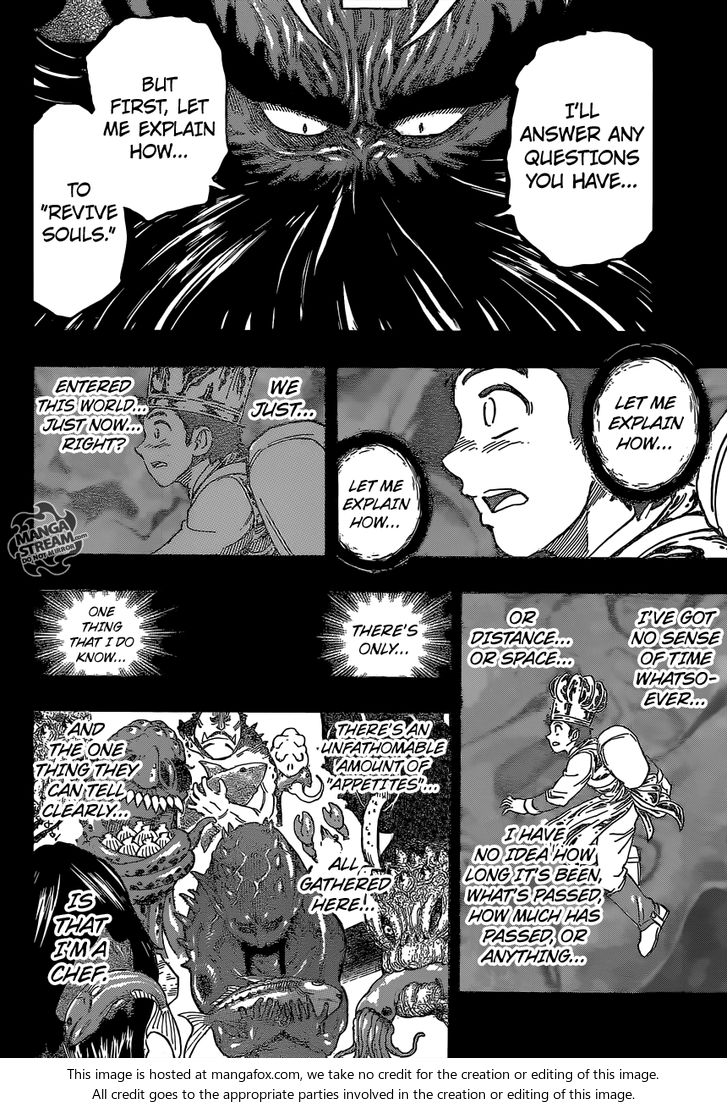 I'LL
ANSWER ANY
QUESTIONS
YOU HAVE...
BUT
FIRST, LET
ME EXPLAIN
HOW...
TO
"REVIVE
SOULS."
LET ME
EXPLAIN
HOW...
LET ME
EXPLAIN
HOW...
WE
JUST...
ENTERED
THIS WORLD...
JUST NOW...
RIGHT?
MANGA
STREAM.com
DO NOT MIRROR
I'VE GOT
NO SENSE
OF TIME
WHATSO-
EVER...
OR
DISTANCE...
OR SPACE...
I HAVE
NO IDEA HOW
LONG IT'S BEEN,
WHAT'S PASSED,
HOW MUCH HAS
PASSED, OR
ANYTHING...
THERE'S
ONLY...
ONE
THING
THAT I DO
KNOW...
THERE'S AN
UNFATHOMABLE
AMOUNT OF
"APPETITES"...
ALL
GATHERED
HERE...
AND
THE ONE
THING THEY
CAN TELL
CLEARLY...
IS
THAT
I'M A
CHEF.
This image is hosted at mangafox.com, we take no credit for the creation or editing of this image.
All credit goes to the appropriate parties involved in the creation or editing of this image.